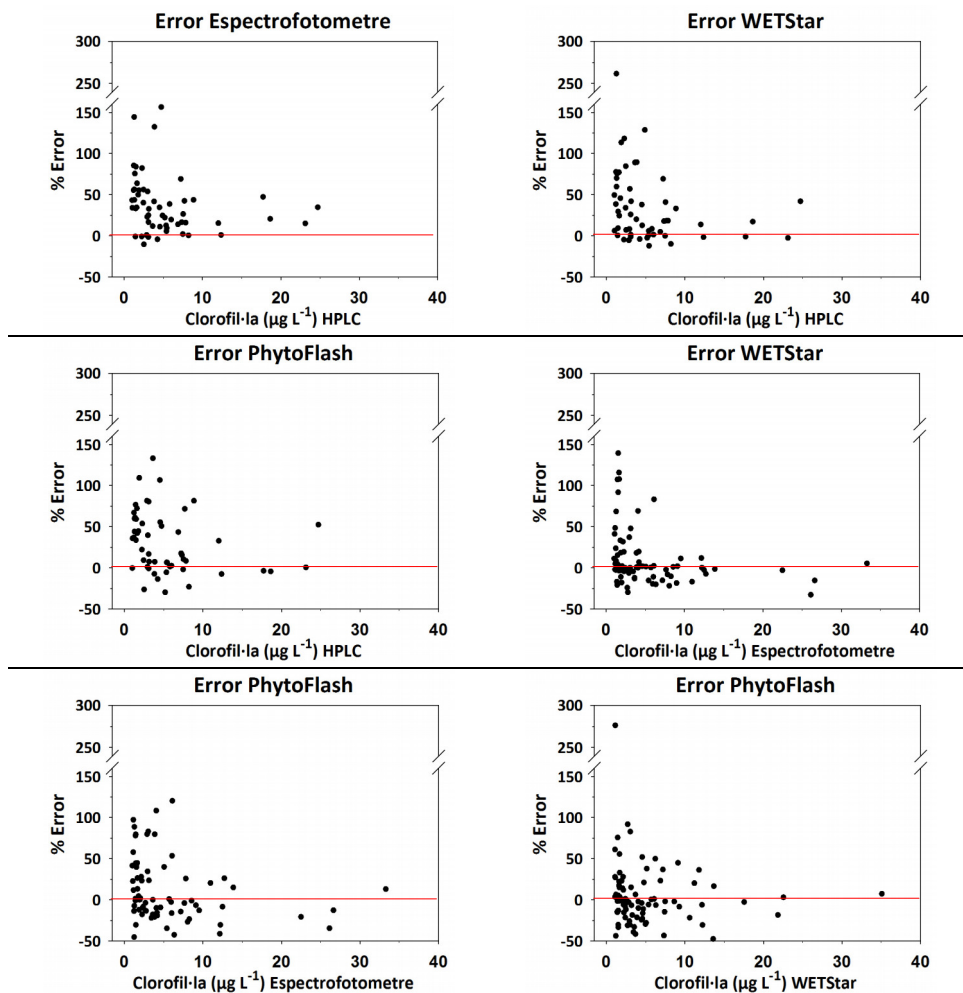 Error Espectrofotometre
300
250
150
100
50
0
-50
% Error
0 10 20 30 40
Clorofil·la (µg L-1) HPLC
Error WETStar
300
250
150
100
50
0
-50
% Error
0 10 20 30 40
Clorofil·la (µg L-1) HPLC
Error PhytoFlash
300
250
150
100
50
0
-50
% Error
0 10 20 30 40
Clorofil·la (µg L-1) HPLC
Error WETStar
300
250
150
100
50
0
-50
% Error
0 10 20 30 40
Clorofil·la (µg L-1) Espectrofotometre
Error PhytoFlash
300
250
150
100
50
0
-50
% Error
0 10 20 30 40
Clorofil·la (µg L-1) Espectrofotometre
Error PhytoFlash
300
250
150
100
50
0
-50
% Error
0 10 20 30 40
Clorofil·la (µg L-1) WETStar